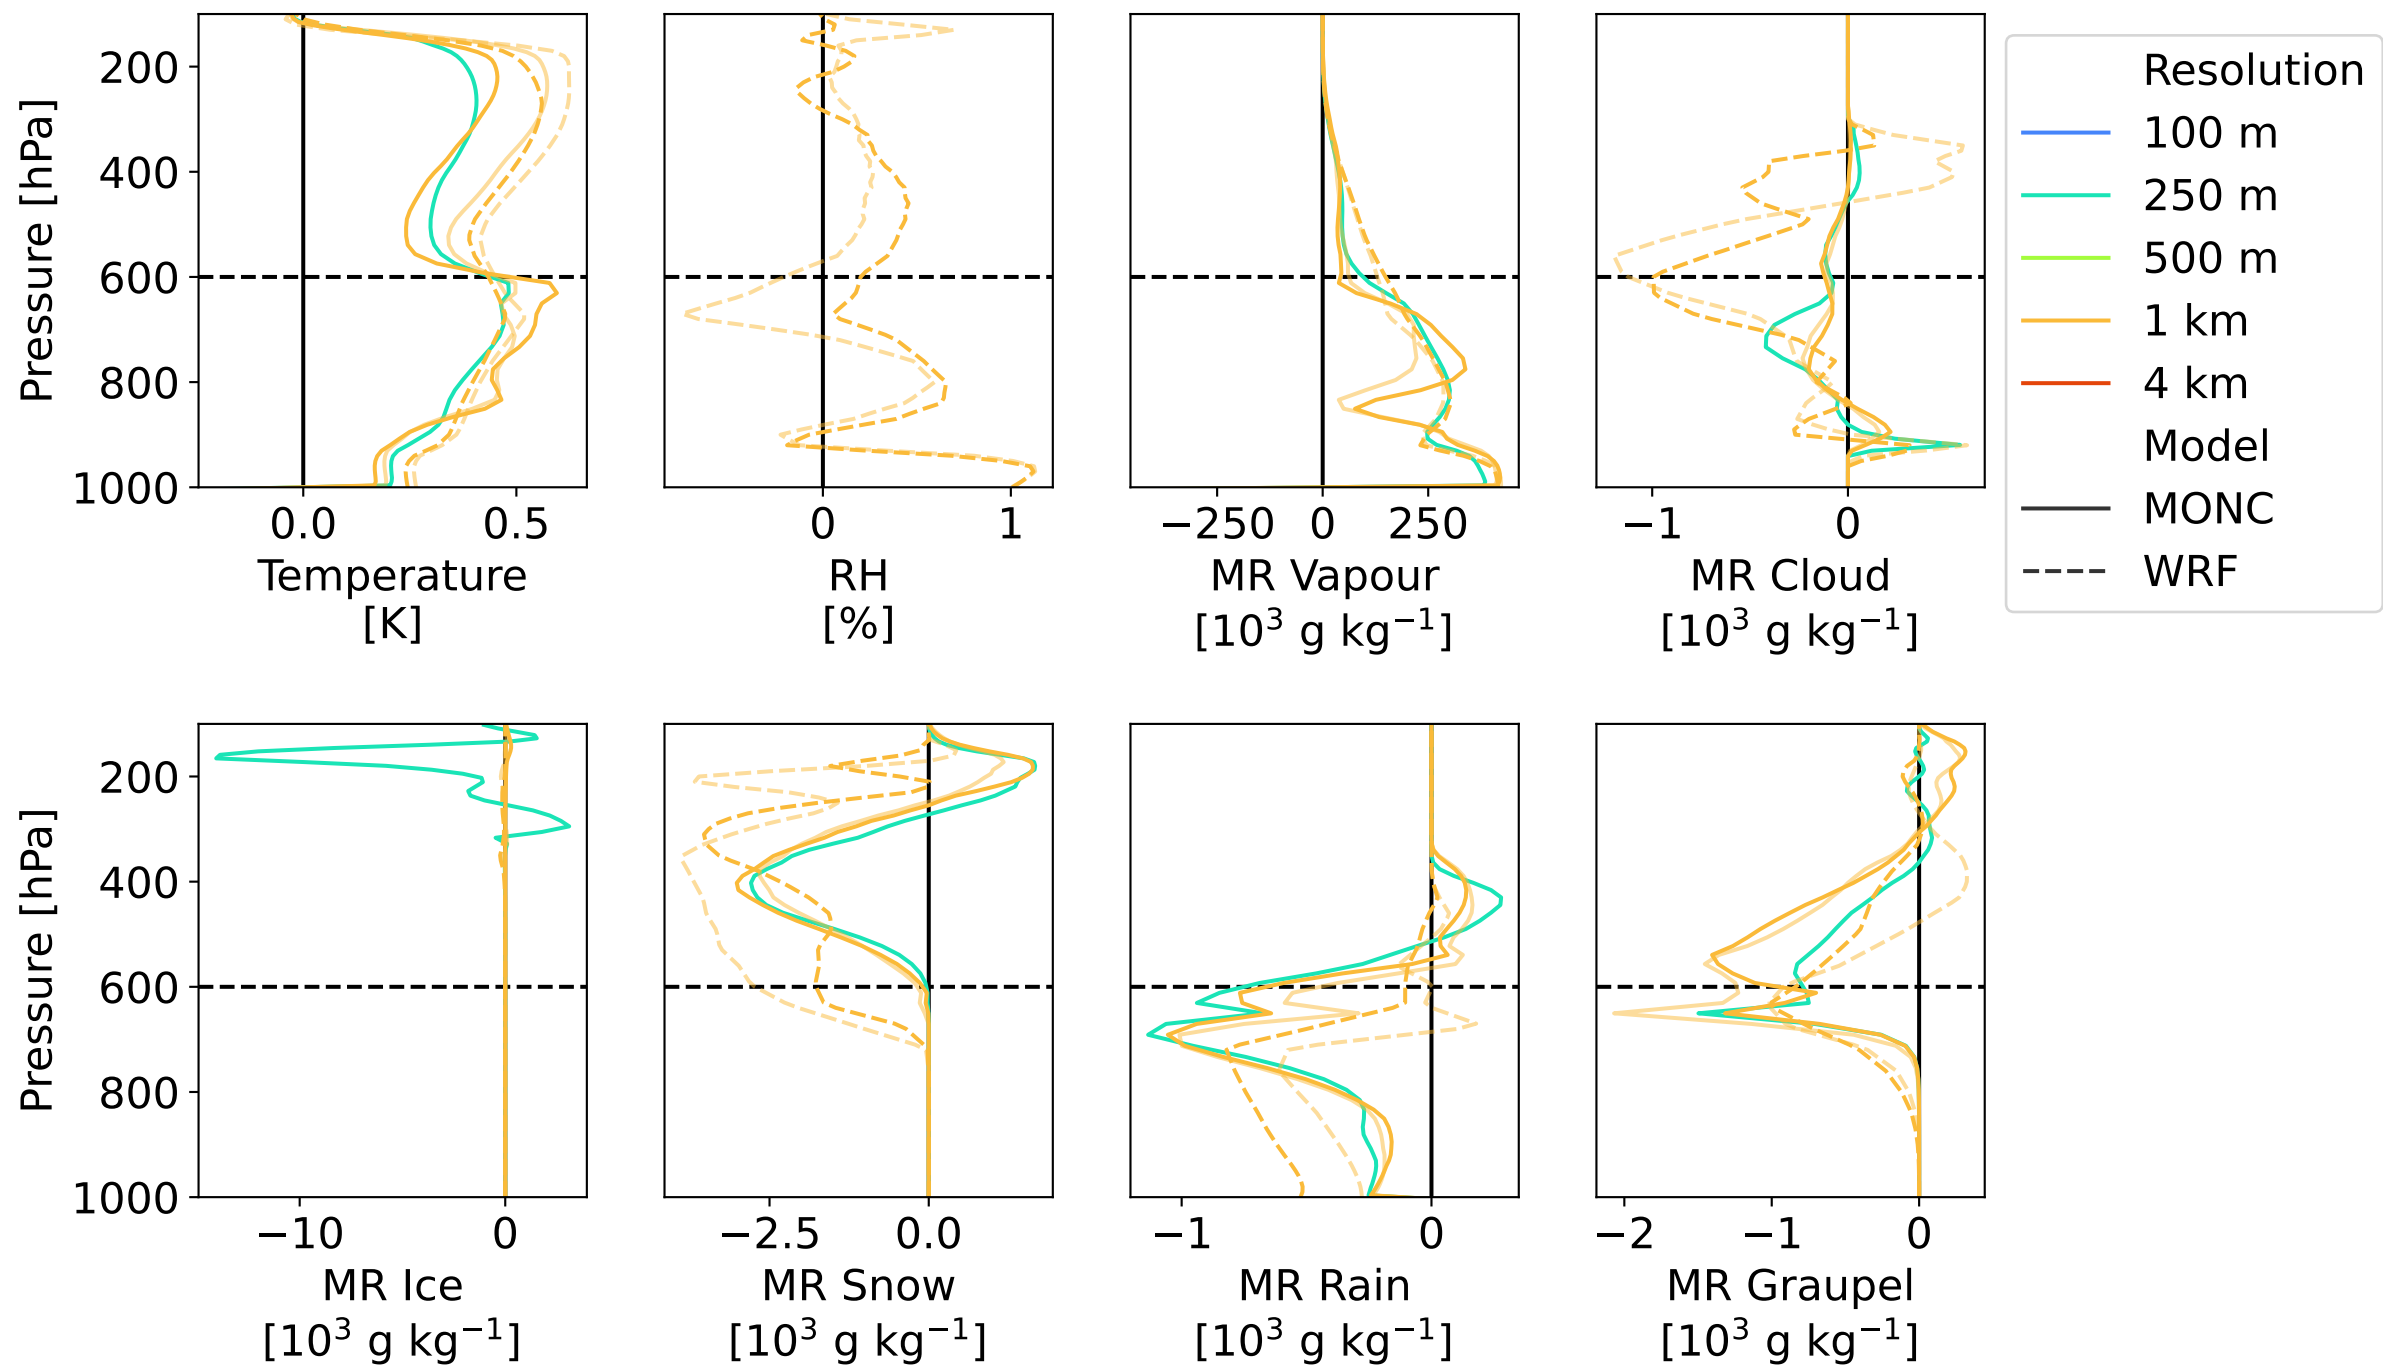 Pressure [hPa]
200
400
600
800
1000
0.0 0.5
Temperature
[K]
0 1
RH
[%]
−250 0 250
MR Vapour
[10³ g kg⁻¹]
−1 0
MR Cloud
[10³ g kg⁻¹]
Resolution
100 m
250 m
500 m
1 km
4 km
Model
MONC
WRF
Pressure [hPa]
200
400
600
800
1000
−10 0
MR Ice
[10³ g kg⁻¹]
−2.5 0.0
MR Snow
[10³ g kg⁻¹]
−1 0
MR Rain
[10³ g kg⁻¹]
−2 −1 0
MR Graupel
[10³ g kg⁻¹]